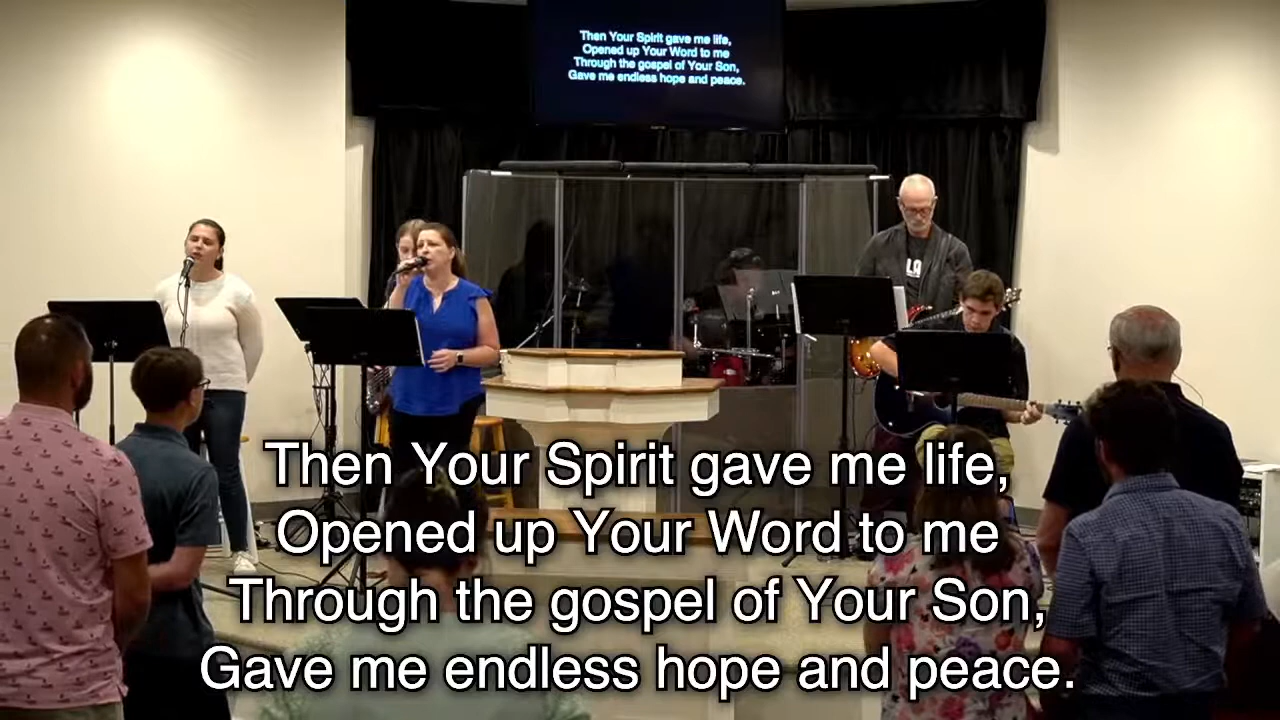 Then Your Spirit gave me life,
Opened up Your Word to me
Through the gospel of Your Son,
Gave me endless hope and peace.
LA
Then Your Spirit gave me life,
Opened up Your Word to me
Through the gospel of Your Son,
Gave me endless hope and peace.